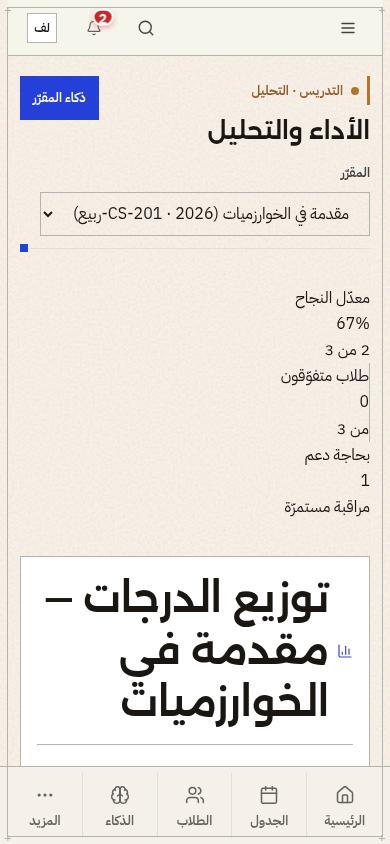 لف
2
التدريس · التحليل
الأداء والتحليل
ذكاء المقرّر
المقرّر
مقدمة في الخوارزميات (CS-201 · 2026-ربيع)
معدّل النجاح
67%
2 من 3
طلاب متفوّقون
0
من 3
بحاجة دعم
1
مراقبة مستمرّة
توزيع الدرجات —
مقدمة في
الخوارزميات
الرئيسية
الجدول
الطلاب
الذكاء
المزيد